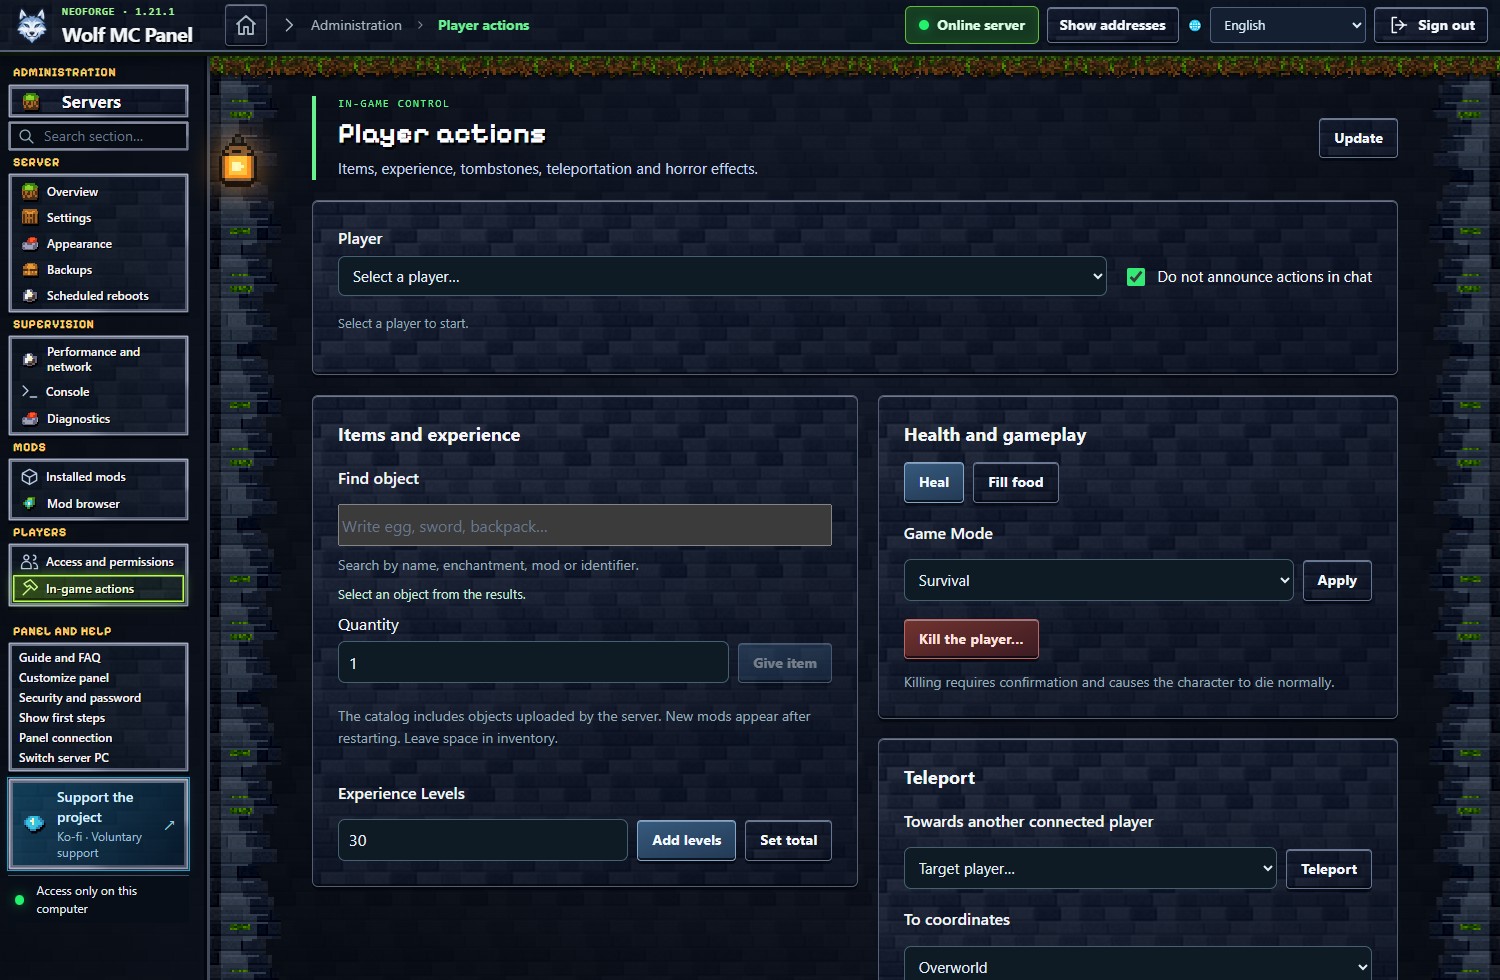 NEOFORGE · 1.21.1
Wolf MC Panel
Administration
Player actions
Online server
Show addresses
English
Sign out
ADMINISTRATION
Servers
Search section...
SERVER
Overview
Settings
Appearance
Backups
Scheduled reboots
SUPERVISION
Performance and
network
Console
Diagnostics
MODS
Installed mods
Mod browser
PLAYERS
Access and permissions
In-game actions
PANEL AND HELP
Guide and FAQ
Customize panel
Security and password
Show first steps
Panel connection
Switch server PC
Support the
project
Ko-fi · Voluntary
support
Access only on this
computer
IN-GAME CONTROL
Player actions
Items, experience, tombstones, teleportation and horror effects.
Update
Player
Select a player...
Do not announce actions in chat
Select a player to start.
Items and experience
Find object
Write egg, sword, backpack...
Search by name, enchantment, mod or identifier.
Select an object from the results.
Quantity
1
Give item
The catalog includes objects uploaded by the server. New mods appear after
restarting. Leave space in inventory.
Experience Levels
30
Add levels
Set total
Health and gameplay
Heal
Fill food
Game Mode
Survival
Apply
Kill the player...
Killing requires confirmation and causes the character to die normally.
Teleport
Towards another connected player
Target player...
Teleport
To coordinates
Overworld